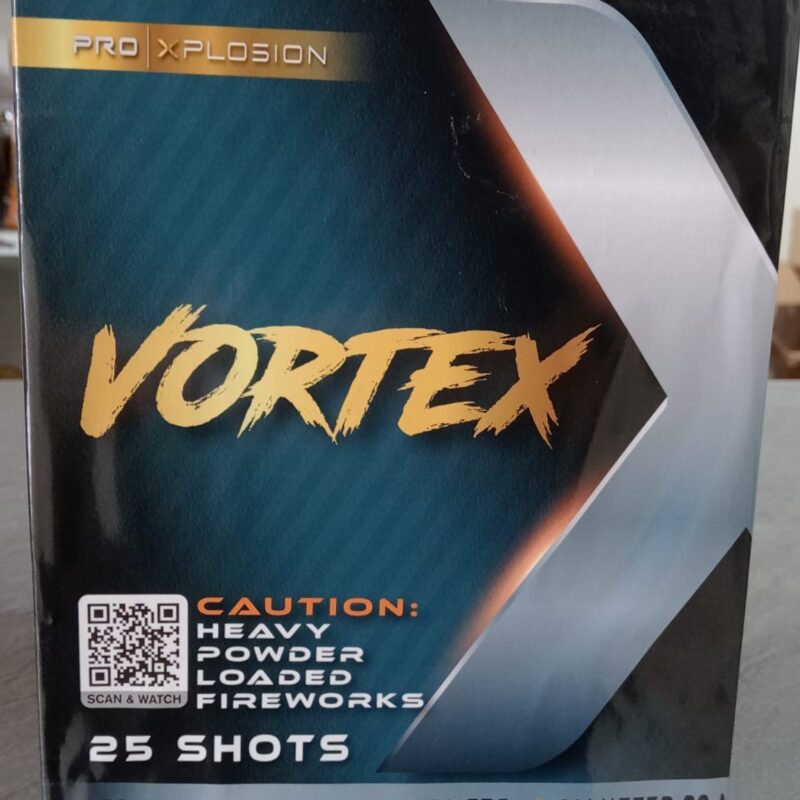 PRO XPLOSION
VORTEX
CAUTION:
HEAVY
POWDER
LOADED
FIREWORKS
SCAN & WATCH
25 SHOTS